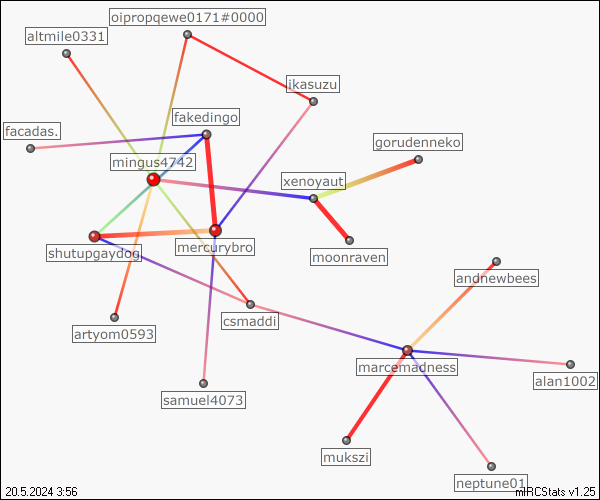 oipropqewe0171#0000
altmile0331
ikasuzu
fakedingo
facadas.
gorudenneko
mingus4742
xenoyaut
shutupgaydog
mercurybro
moonraven
andnewbees
csmaddi
artyom0593
marcemadness
alan1002
samuel4073
mukszi
neptune01
20.5.2024 3:56
mIRCStats v1.25